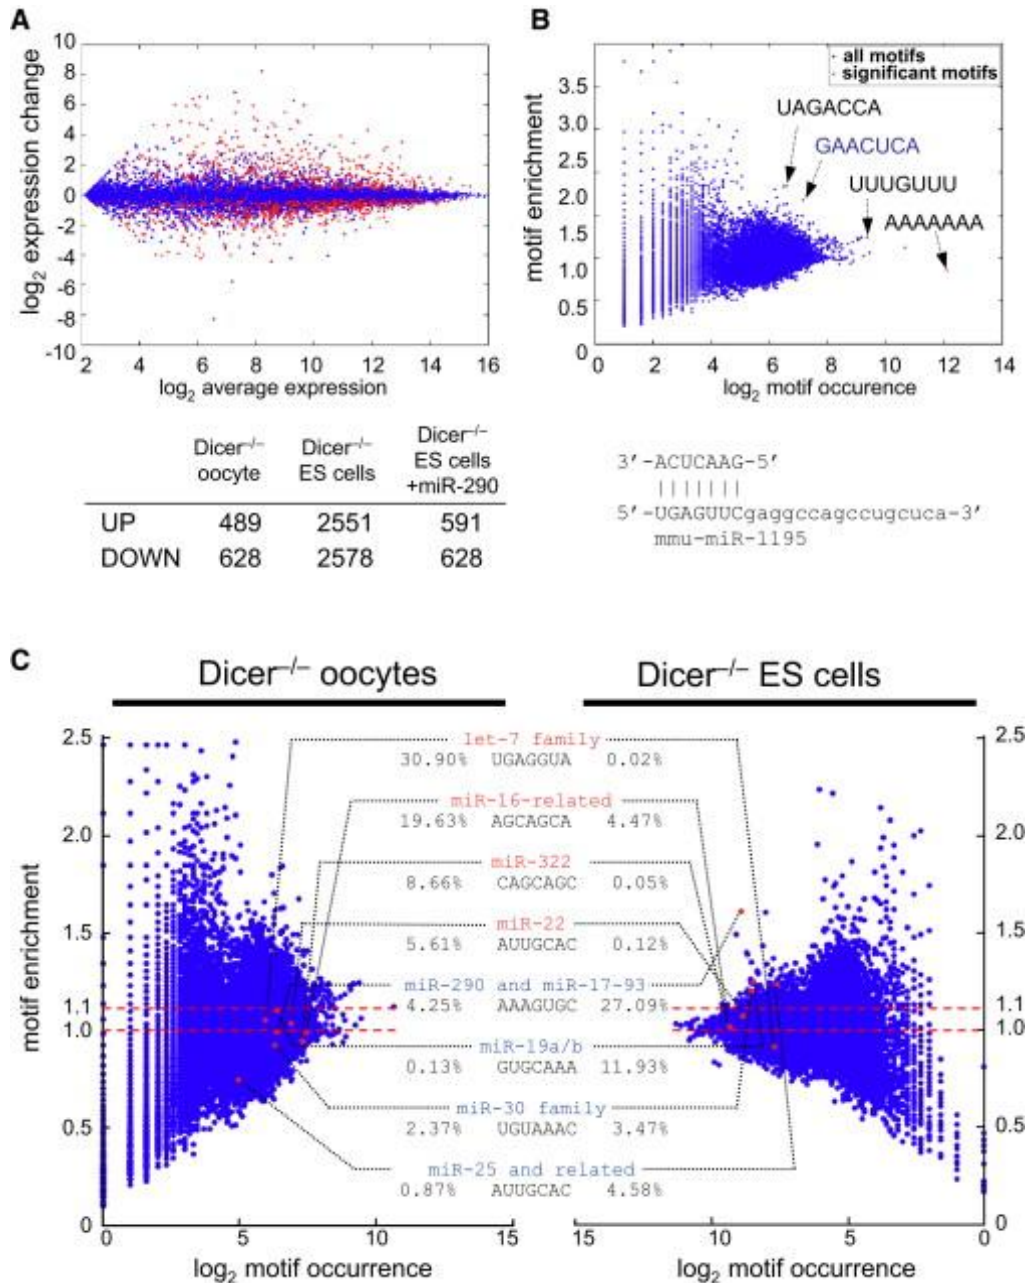 A
10
8
6
4
2
0
-2
-4
-6
-8
-10
log2 expression change
2 4 6 8 10 12 14 16
log2 average expression
Dicer–/– oocyte
Dicer–/– ES cells
Dicer–/– ES cells +miR-290
UP 489 2551 591
DOWN 628 2578 628
B
all motifs
significant motifs
3.5
3.0
2.5
2.0
1.5
1.0
0.5
0
motif enrichment
UAGACCA
GAACUCA
UUUGUUU
AAAAAAA
0 2 4 6 8 10 12 14
log2 motif occurence
3’-ACUCAAG-5’
| | | | | | |
5’-UGAGUUCgaggccagccugcuca-3’
mmu-miR-1195
C
Dicer–/– oocytes
Dicer–/– ES cells
2.5
2.0
1.5
1.1
1.0
0.5
0
motif enrichment
let-7 family
30.90% UGAGGUA 0.02%
miR-16-related
19.63% AGCAGCA 4.47%
miR-322
8.66% CAGCAGC 0.05%
miR-22
5.61% AUUGCAC 0.12%
miR-290 and miR-17-93
4.25% AAAGUGC 27.09%
miR-19a/b
0.13% GUGCAAA 11.93%
miR-30 family
2.37% UGUAAAC 3.47%
miR-25 and related
0.87% AUUGCAC 4.58%
2.5
2.0
1.5
1.1
1.0
0.5
0
motif enrichment
0 5 10 15
log2 motif occurrence
15 10 5 0
log2 motif occurrence